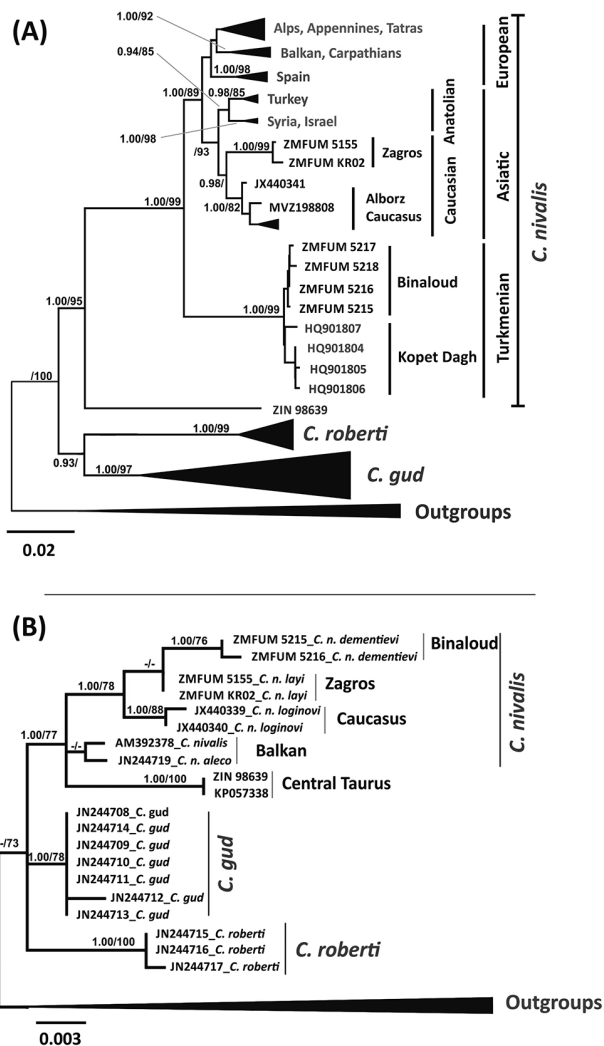 (A)
1.00/92
Alps, Appennines, Tatras
0.94/85
Balkan, Carpathians
1.00/98
Spain
European
1.00/89
0.98/85
Turkey
1.00/98
Syria, Israel
Anatolian
/93
1.00/99
ZMFUM 5155
ZMFUM KR02
Zagros
0.98/
JX440341
1.00/82
MVZ198808
Alborz
Caucasus
Caucasian
Asiatic
C. nivalis
1.00/99
ZMFUM 5217
ZMFUM 5218
ZMFUM 5216
ZMFUM 5215
Binaloud
1.00/99
HQ901807
HQ901804
HQ901805
HQ901806
Kopet Dagh
Turkmenian
1.00/95
/100
ZIN 98639
1.00/99
C. roberti
0.93/
1.00/97
C. gud
Outgroups
0.02
(B)
1.00/76
ZMFUM 5215_C. n. dementievi
ZMFUM 5216_C. n. dementievi
Binaloud
-/-
1.00/78
ZMFUM 5155_C. n. layi
ZMFUM KR02_C. n. layi
Zagros
1.00/88
JX440339_C. n. loginovi
JX440340_C. n. loginovi
Caucasus
C. nivalis
1.00/77
-/-
AM392378_C. nivalis
JN244719_C. n. aleco
Balkan
1.00/100
ZIN 98639
KP057338
Central Taurus
JN244708_C. gud
JN244714_C. gud
JN244709_C. gud
JN244710_C. gud
JN244711_C. gud
JN244712_C. gud
JN244713_C. gud
C. gud
-/73
1.00/78
1.00/100
JN244715_C. roberti
JN244716_C. roberti
JN244717_C. roberti
C. roberti
Outgroups
0.003